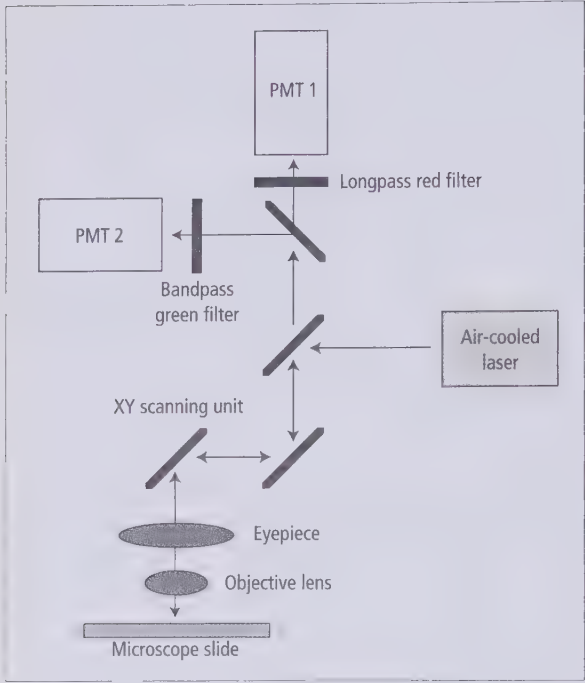 PMT 1
Longpass red filter
PMT 2
Bandpass
green filter
Air-cooled
laser
XY scanning unit
Eyepiece
Objective lens
Microscope slide